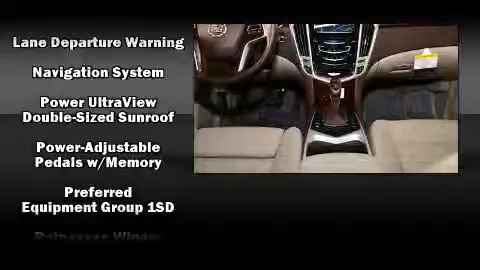 Lane Departure Warning
Navigation System
Power UltraView
Double-Sized Sunroof
Power-Adjustable
Pedals w/Memory
Preferred
Equipment Group 1SD